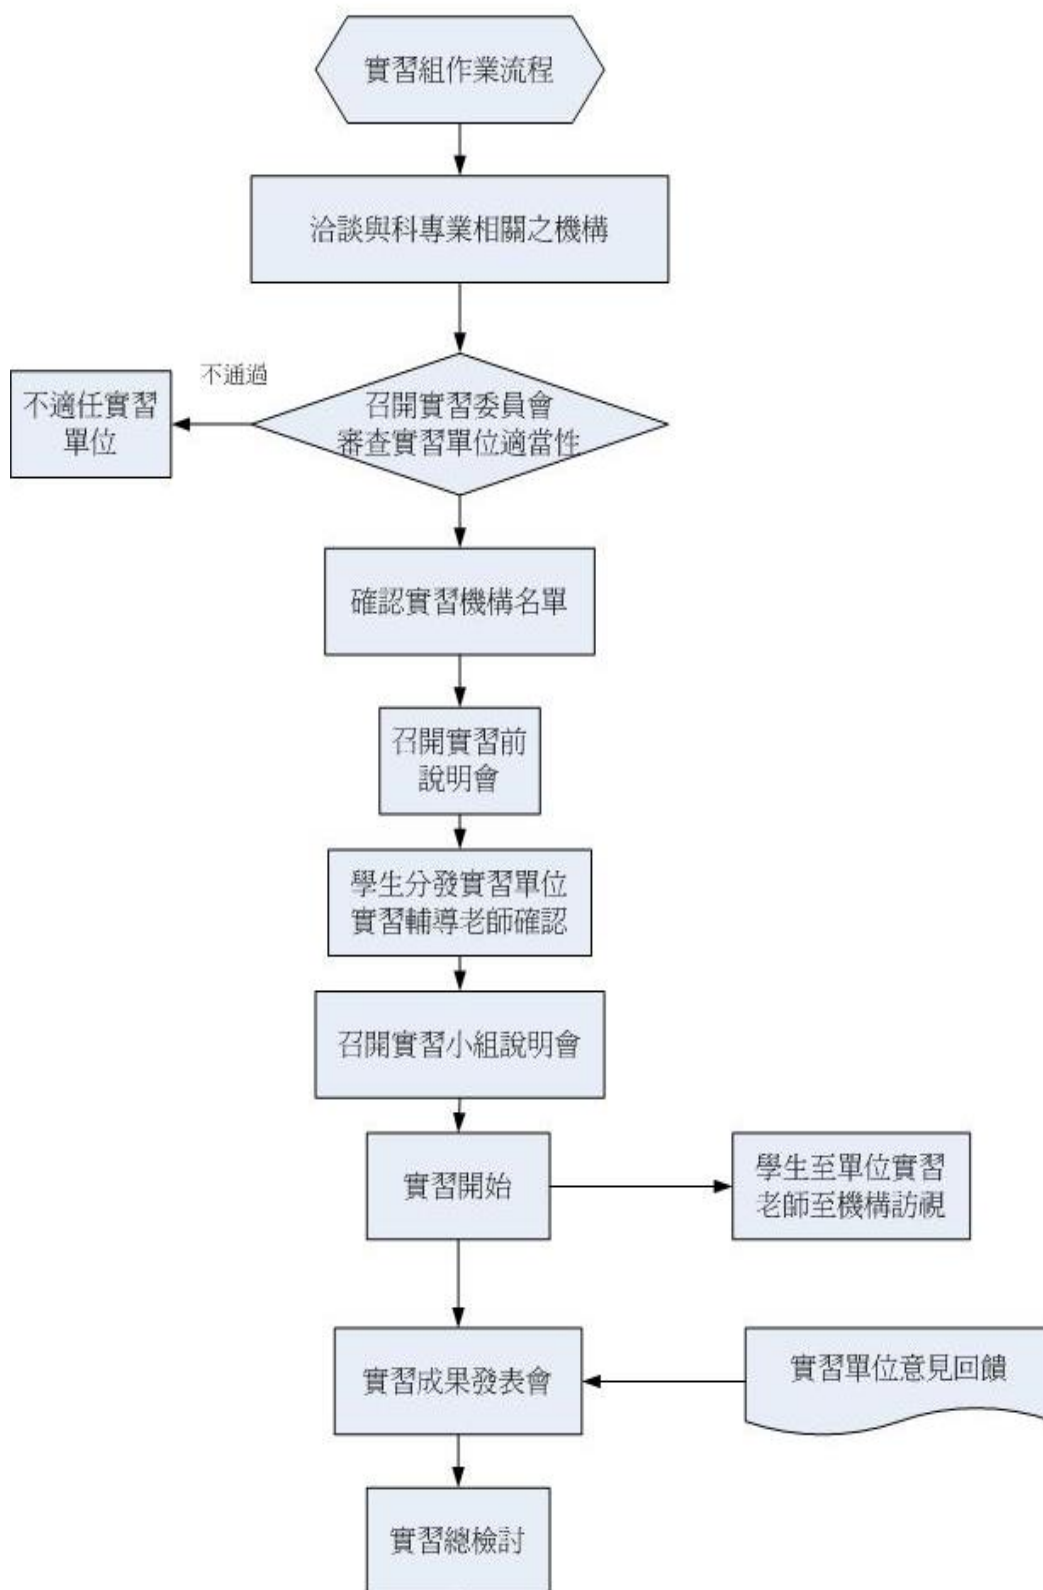 實習組作業流程
洽談與科專業相關之機構
不通過
不適任實習
單位
召開實習委員會
審查實習單位適當性
確認實習機構名單
召開實習前
說明會
學生分發實習單位
實習輔導老師確認
召開實習小組說明會
實習開始
學生至單位實習
老師至機構訪視
實習成果發表會
實習單位意見回饋
實習總檢討